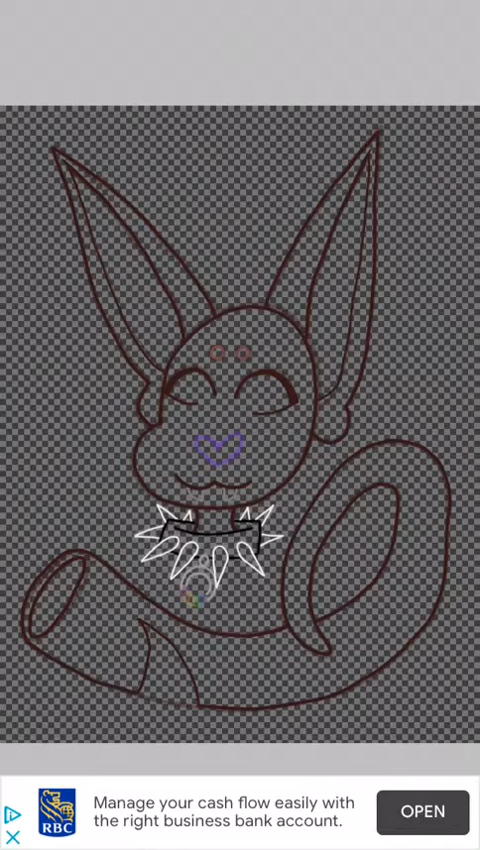 Manage your cash flow easily with
the right business bank account.
OPEN
RBC